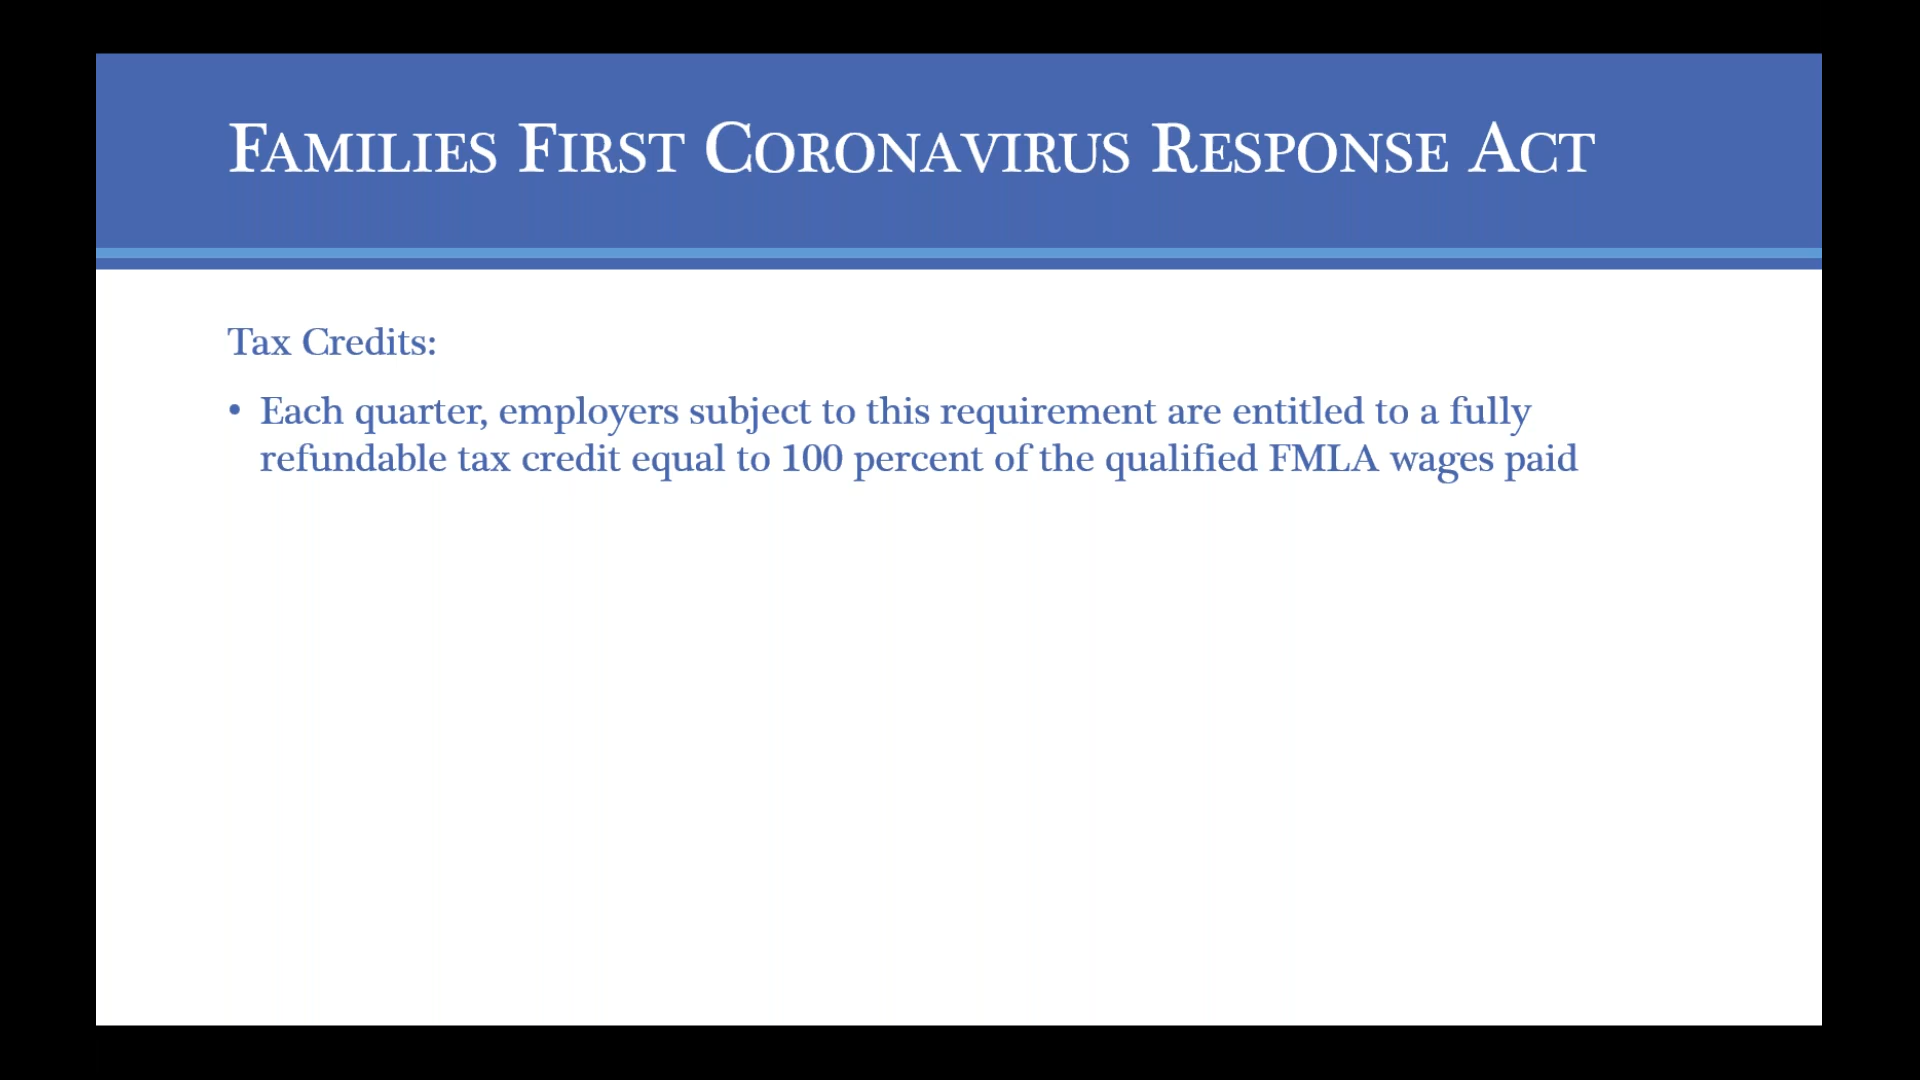 Families First Coronavirus Response Act
Tax Credits:
• Each quarter, employers subject to this requirement are entitled to a fully
refundable tax credit equal to 100 percent of the qualified FMLA wages paid